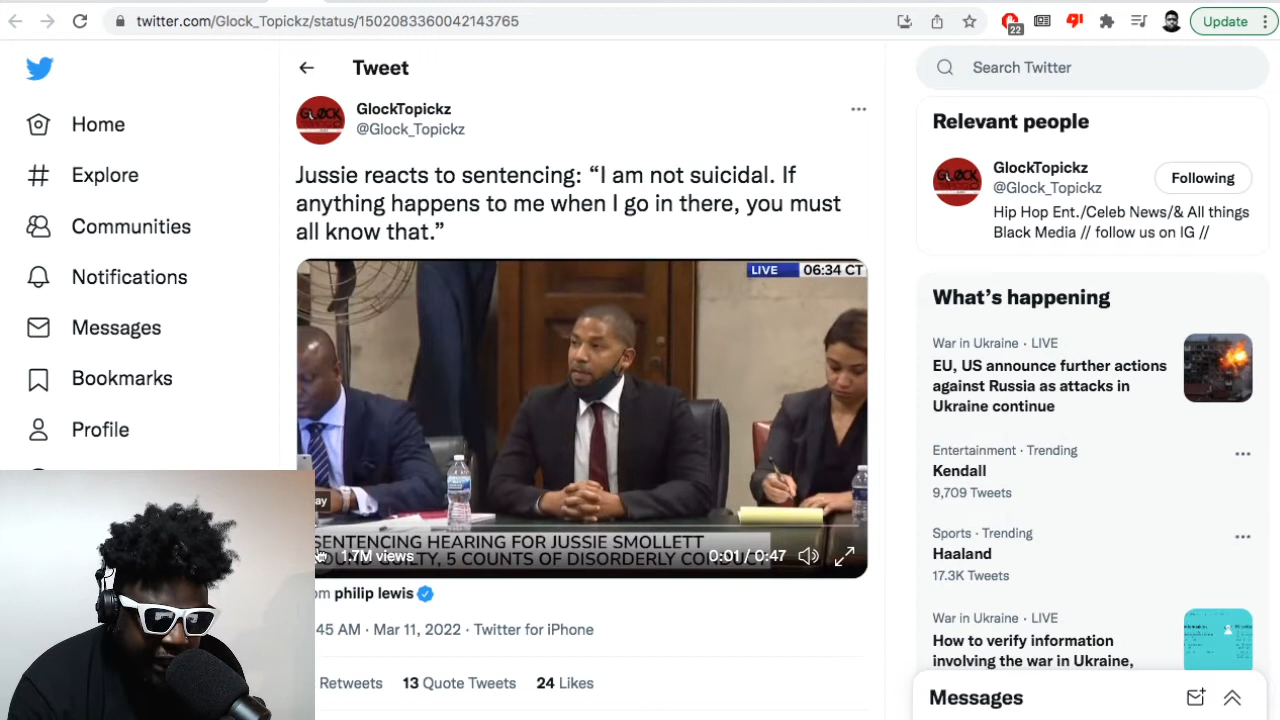 twitter.com/Glock_Topickz/status/1502083360042143765
22
Update
Home
Explore
Communities
Notifications
Messages
Bookmarks
Profile
Tweet
GlockTopickz
@Glock_Topickz
Jussie reacts to sentencing: “I am not suicidal. If
anything happens to me when I go in there, you must
all know that.”
LIVE 06:34 CT
ay
SENTENCING HEARING FOR JUSSIE SMOLLETT
GUILTY, 5 COUNTS OF DISORDERLY
1.7M views
0:01 / 0:47
philip lewis
45 AM · Mar 11, 2022 · Twitter for iPhone
Retweets 13 Quote Tweets 24 Likes
Search Twitter
Relevant people
GlockTopickz
@Glock_Topickz
Following
Hip Hop Ent./Celeb News/& All things
Black Media // follow us on IG //
What’s happening
War in Ukraine · LIVE
EU, US announce further actions
against Russia as attacks in
Ukraine continue
Entertainment · Trending
Kendall
9,709 Tweets
Sports · Trending
Haaland
17.3K Tweets
War in Ukraine · LIVE
How to verify information
involving the war in Ukraine,
Messages